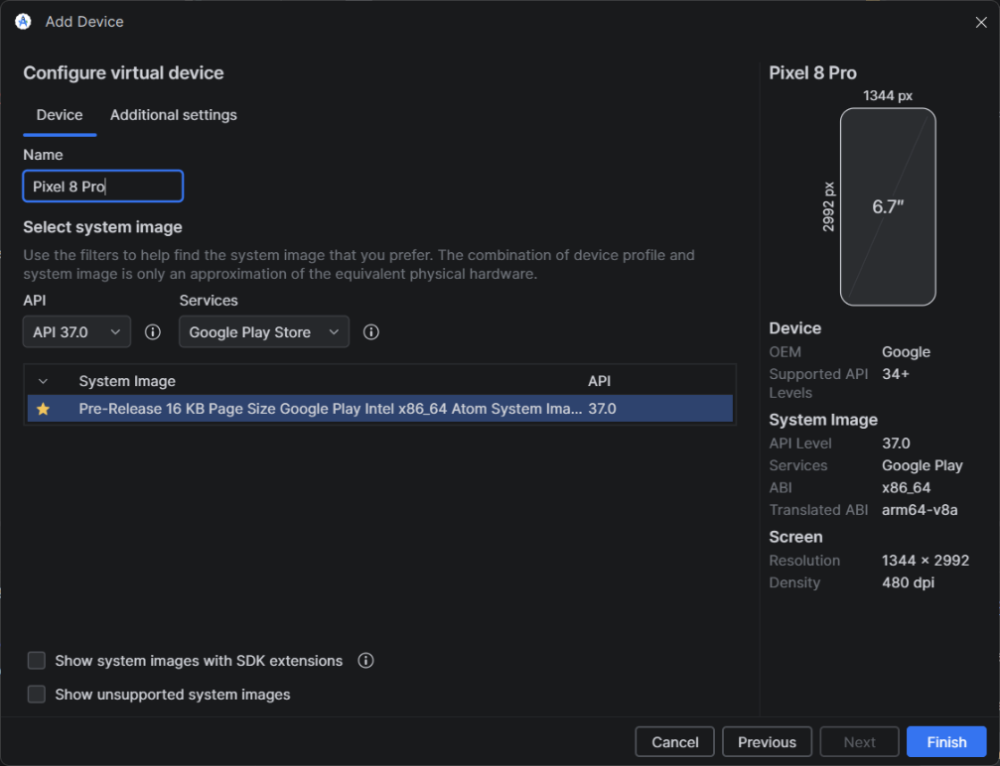 Add Device
Configure virtual device
Device
Additional settings
Name
Pixel 8 Pro
Select system image
Use the filters to help find the system image that you prefer. The combination of device profile and
system image is only an approximation of the equivalent physical hardware.
API
Services
API 37.0
Google Play Store
System Image
API
Pre-Release 16 KB Page Size Google Play Intel x86_64 Atom System Ima... 37.0
Show system images with SDK extensions
Show unsupported system images
Pixel 8 Pro
1344 px
2992 px
6.7″
Device
OEM Google
Supported API 34+
Levels
System Image
API Level 37.0
Services Google Play
ABI x86_64
Translated ABI arm64-v8a
Screen
Resolution 1344 × 2992
Density 480 dpi
Cancel
Previous
Next
Finish